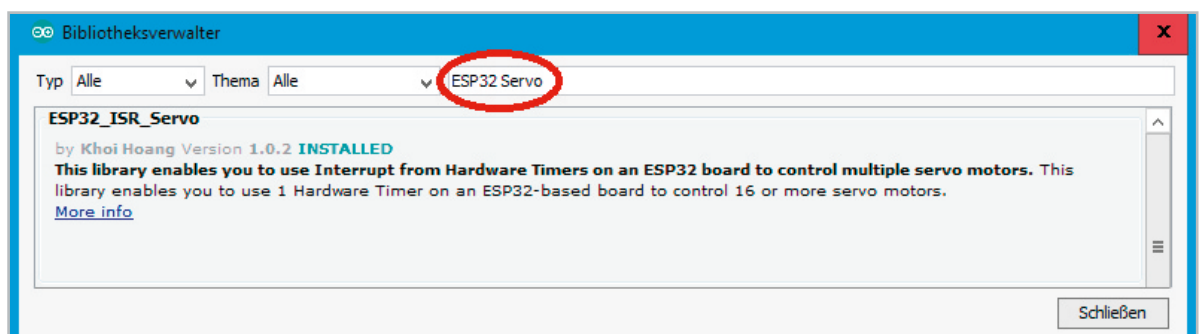 Bibliotheksverwalter
x
Typ Alle Thema Alle ESP32 Servo
ESP32_ISR_Servo
by Khoi Hoang Version 1.0.2 INSTALLED
This library enables you to use Interrupt from Hardware Timers on an ESP32 board to control multiple servo motors. This
library enables you to use 1 Hardware Timer on an ESP32-based board to control 16 or more servo motors.
More info
Schließen